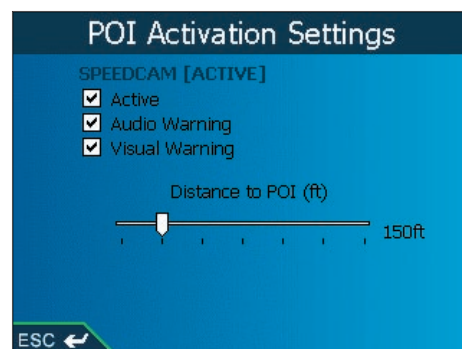 POI Activation Settings
SPEEDCAM [ACTIVE]
Active
Audio Warning
Visual Warning
Distance to POI (ft)
150ft
ESC